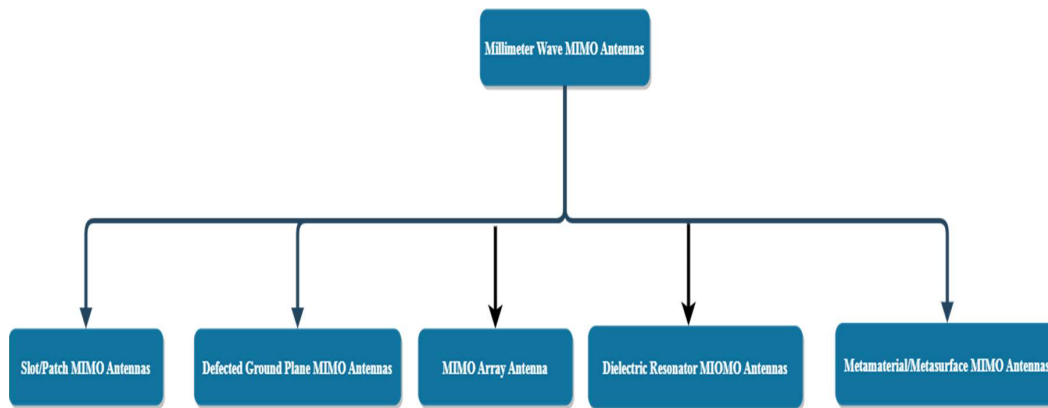 Millimeter Wave MIMO Antennas
Slot/Patch MIMO Antennas
Defected Ground Plane MIMO Antennas
MIMO Array Antenna
Dielectric Resonator MIOMO Antennas
Metamaterial/Metasurface MIMO Antennas